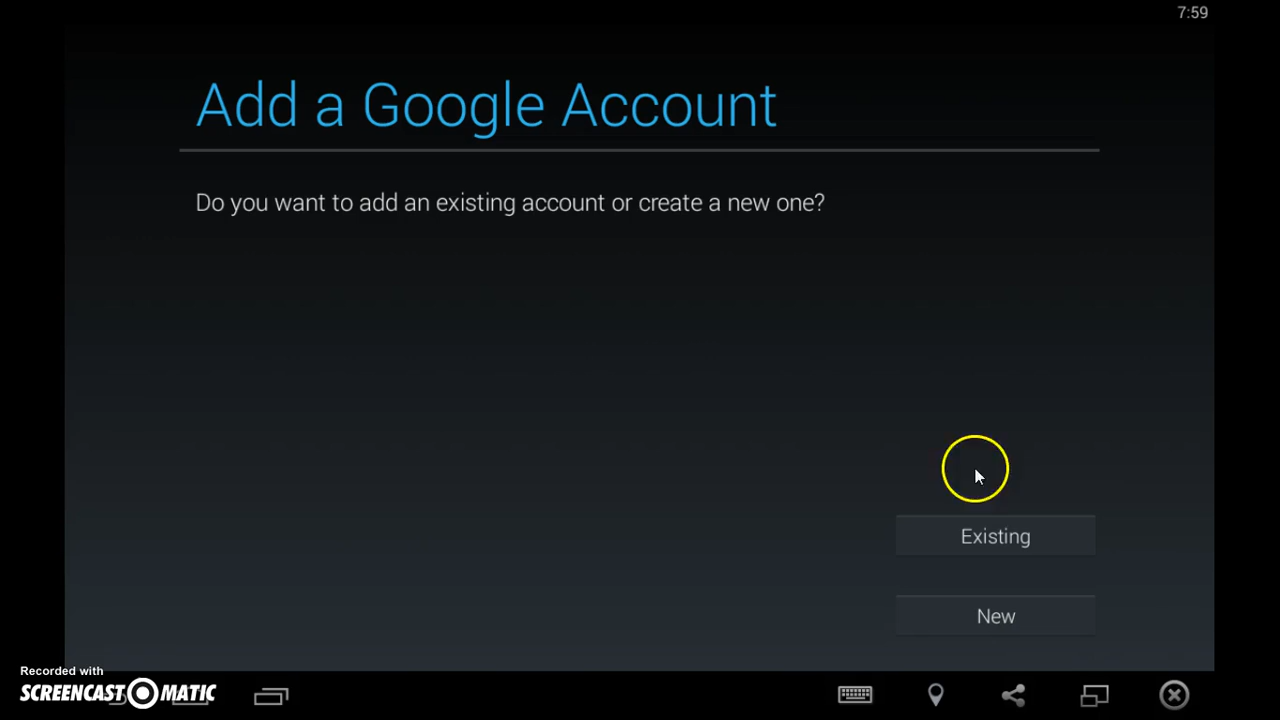 7:59
Add a Google Account
Do you want to add an existing account or create a new one?
Existing
New
Recorded with
SCREENCAST MATIC